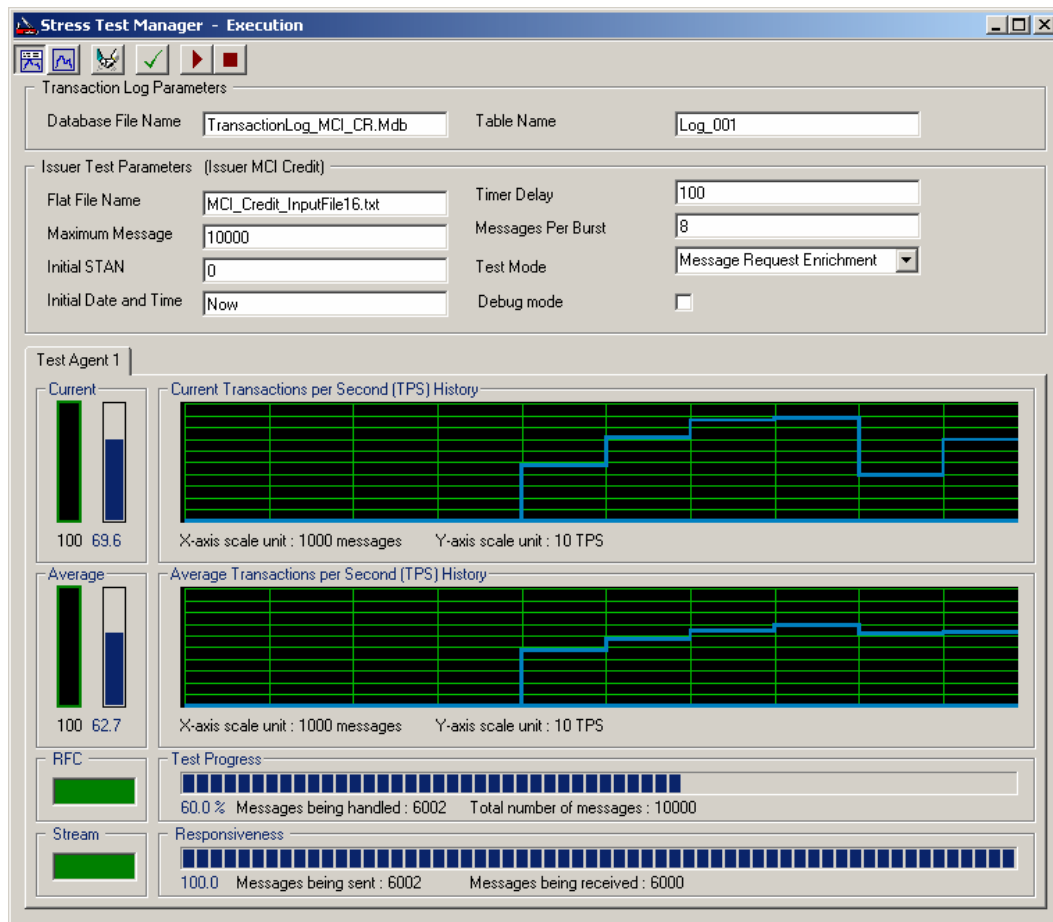 Stress Test Manager - Execution
Transaction Log Parameters
Database File Name TransactionLog_MCI_CR.Mdb Table Name Log_001
Issuer Test Parameters (Issuer MCI Credit)
Flat File Name MCI_Credit_InputFile16.txt Timer Delay 100
Maximum Message 10000 Messages Per Burst 8
Initial STAN 0 Test Mode Message Request Enrichment
Initial Date and Time Now Debug mode
Test Agent 1
Current Current Transactions per Second (TPS) History
100 69.6 X-axis scale unit : 1000 messages Y-axis scale unit : 10 TPS
Average Average Transactions per Second (TPS) History
100 62.7 X-axis scale unit : 1000 messages Y-axis scale unit : 10 TPS
RFC Test Progress
60.0 % Messages being handled : 6002 Total number of messages : 10000
Stream Responsiveness
100.0 Messages being sent : 6002 Messages being received : 6000